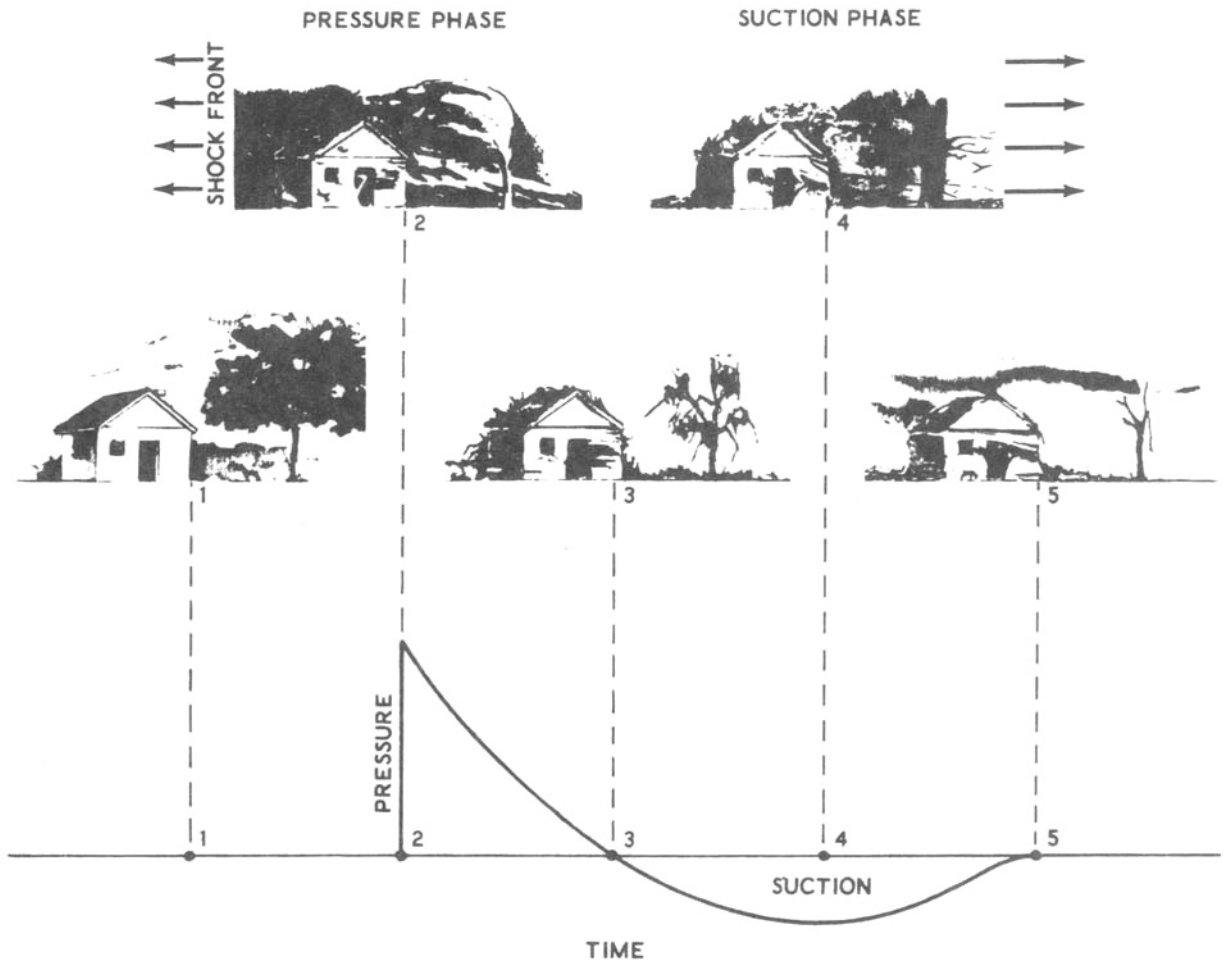 PRESSURE PHASE
SUCTION PHASE
SHOCK FRONT
2
4
1
3
5
PRESSURE
1
2
3
4
5
SUCTION
TIME